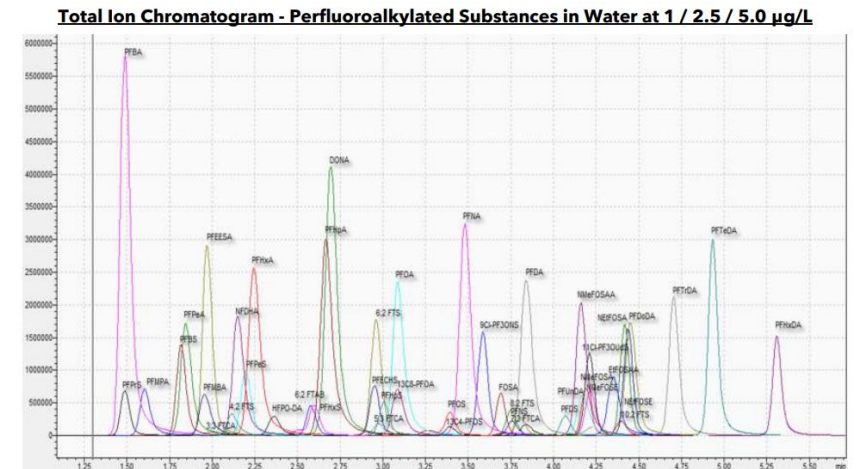 Total Ion Chromatogram - Perfluoroalkylated Substances in Water at 1 / 2.5 / 5.0 µg/L
6000000
5500000
5000000
4500000
4000000
3500000
3000000
2500000
2000000
1500000
1000000
500000
0
PFBA
DONA
PFEESA
PFHxA
PFHpA
PFNA
PFTeDA
PFOA
PFDA
PFPeA
NFDHA
6:2 FTS
NMeFOSAA
PFTrDA
PFBS
9Cl-PF3ONS
NEtFOSA
PFDoDA
PFHxDA
PFPeS
11Cl-PF3OUdS
PFPrS
PFMPA
PFMBA
4:2 FTS
3:3 FTCA
HFPO-DA
6:2 FTAB
PFHxS
PFECHS
13C8-PFOA
PFHpS
5:3 FTCA
PFOS
13C4-PFOS
FOSA
8:2 FTS
PFNS
7:3 FTCA
PFUnDA
PFDS
NMeFOSA
NMeFOSE
EtFOSAA
NEtFOSE
10:2 FTS
1.25 1.50 1.75 2.00 2.25 2.50 2.75 3.00 3.25 3.50 3.75 4.00 4.25 4.50 4.75 5.00 5.25 5.50 min